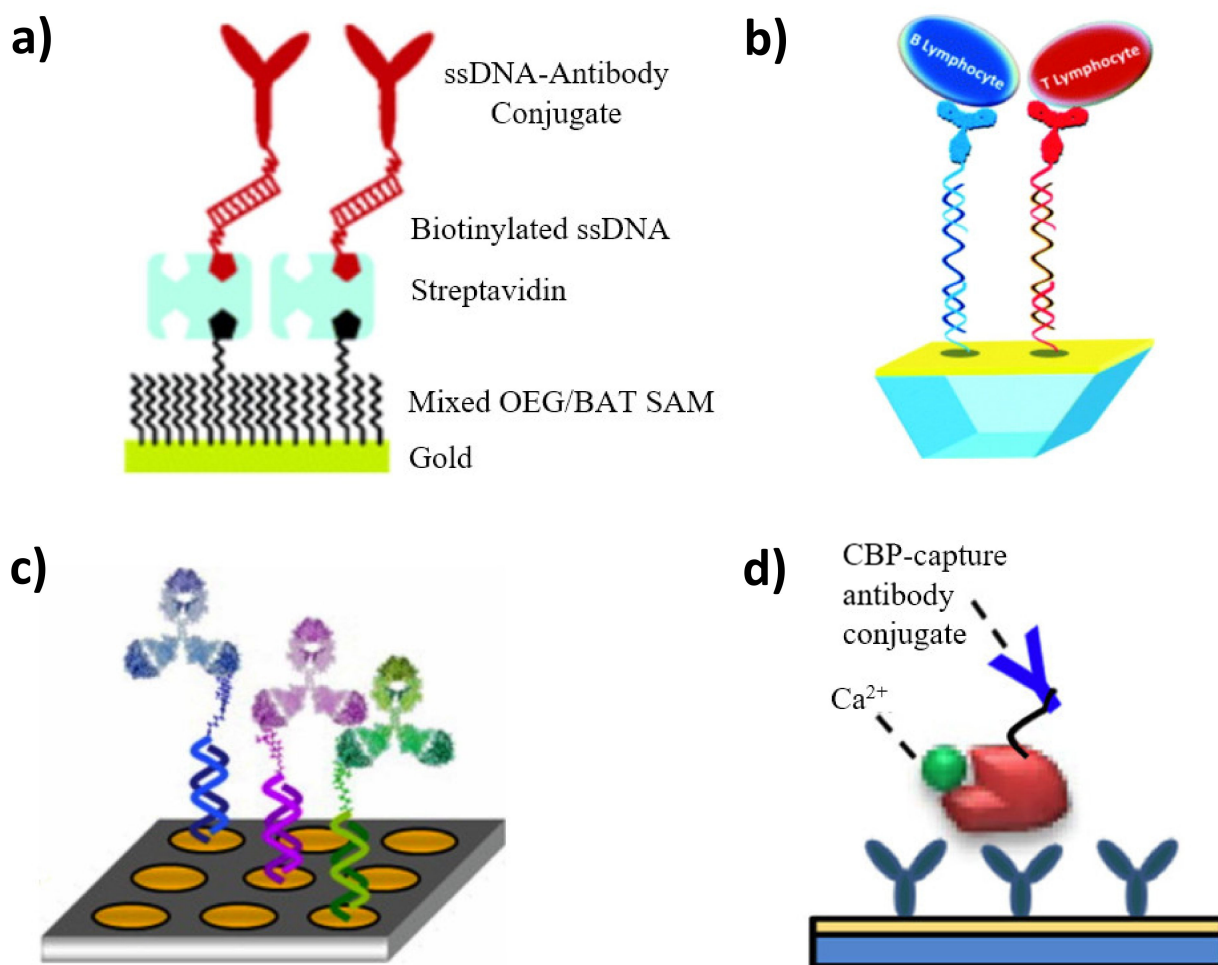 a)
ssDNA-Antibody
Conjugate
Biotinylated ssDNA
Streptavidin
Mixed OEG/BAT SAM
Gold
b)
B Lymphocyte
T Lymphocyte
c)
d)
CBP-capture
antibody
conjugate
Ca²⁺